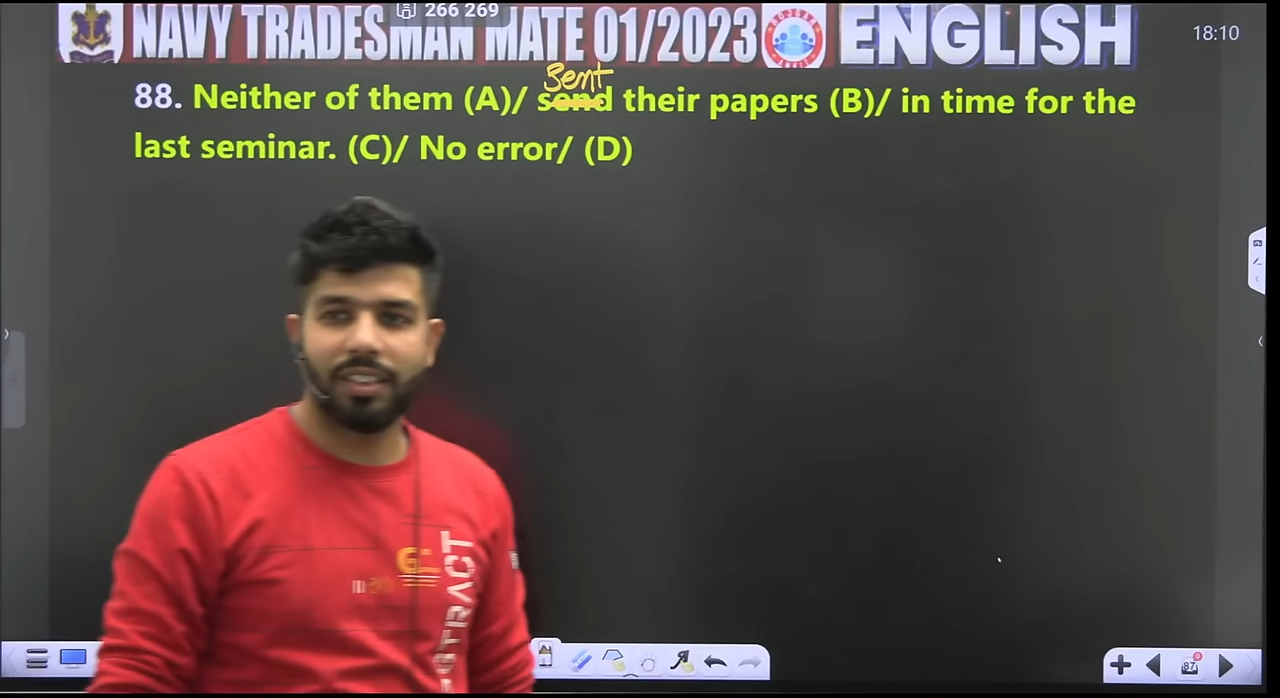 266 269
NAVY TRADESMAN MATE 01/2023 ENGLISH
18:10
Sent
88. Neither of them (A)/ send their papers (B)/ in time for the
last seminar. (C)/ No error/ (D)
87